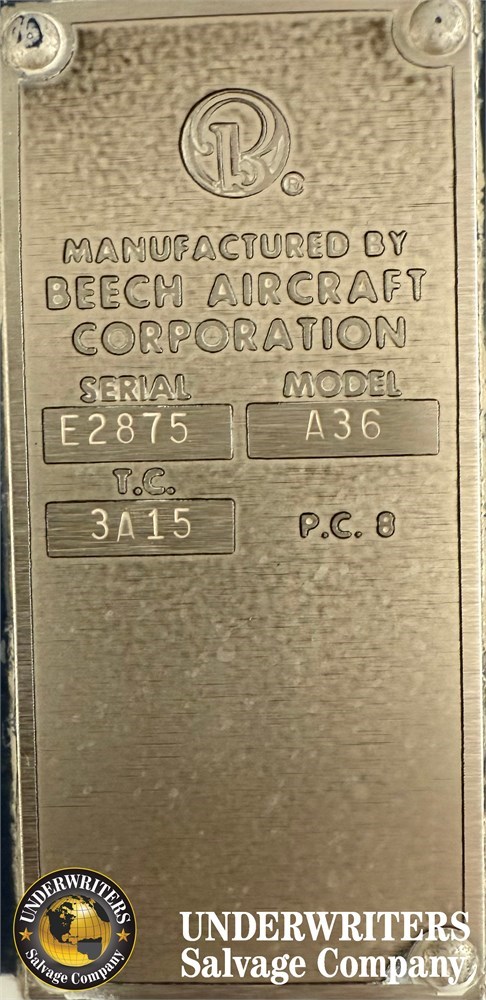 B
®
MANUFACTURED BY
BEECH AIRCRAFT
CORPORATION
SERIAL MODEL
E2875 A36
T.C.
3A15 P.C. 8
UNDERWRITERS
Salvage Company
UNDERWRITERS
Salvage Company